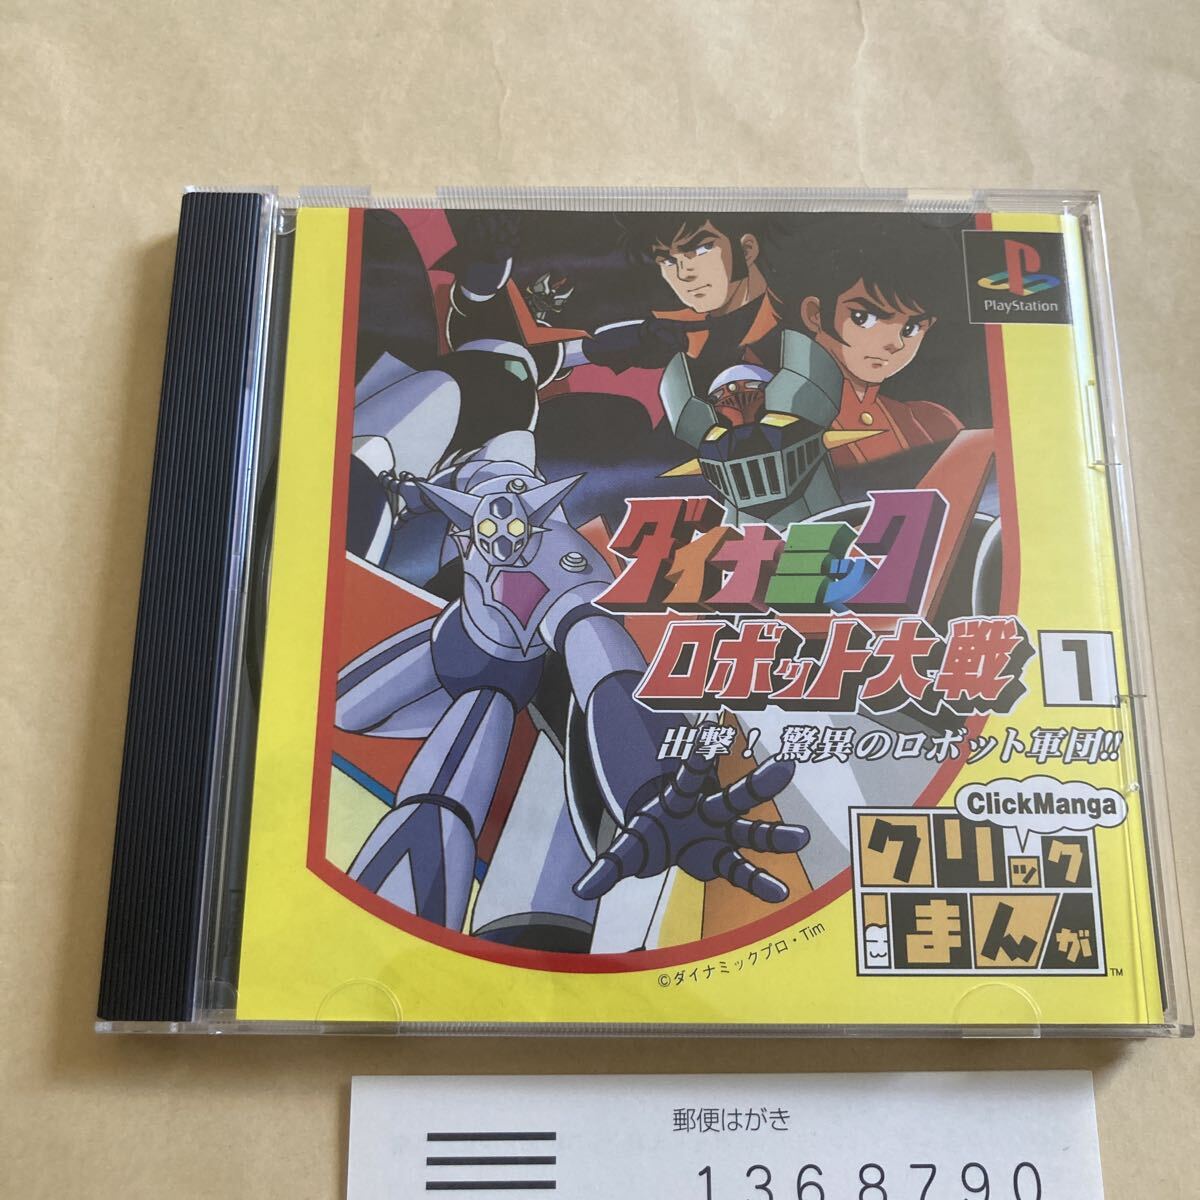 PlayStation
ダイナミック
ロボット大戦 1
出撃！驚異のロボット軍団!!
ClickManga
クリック
まんが
TM
©ダイナミックプロ・Tim
郵便はがき
1368790